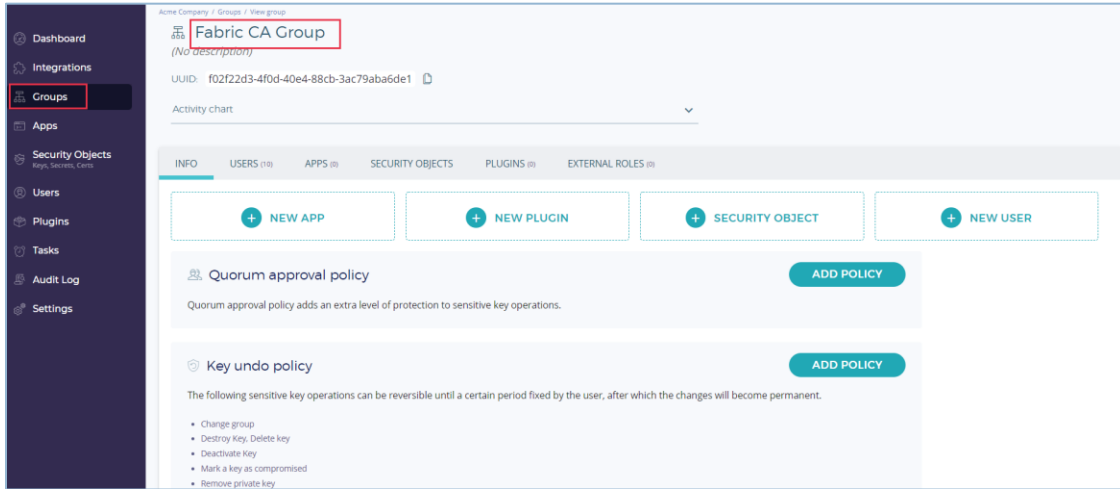 Acme Company / Groups / View group
Fabric CA Group
(No description)
UUID: f02f22d3-4f0d-40e4-88cb-3ac79aba6de1
Activity chart
Dashboard
Integrations
Groups
Apps
Security Objects
Keys, Secrets, Certs
Users
Plugins
Tasks
Audit Log
Settings
INFO USERS (10) APPS (0) SECURITY OBJECTS PLUGINS (0) EXTERNAL ROLES (0)
NEW APP NEW PLUGIN SECURITY OBJECT NEW USER
Quorum approval policy ADD POLICY
Quorum approval policy adds an extra level of protection to sensitive key operations.
Key undo policy ADD POLICY
The following sensitive key operations can be reversible until a certain period fixed by the user, after which the changes will become permanent.
• Change group
• Destroy Key, Delete key
• Deactivate Key
• Mark a key as compromised
• Remove private key